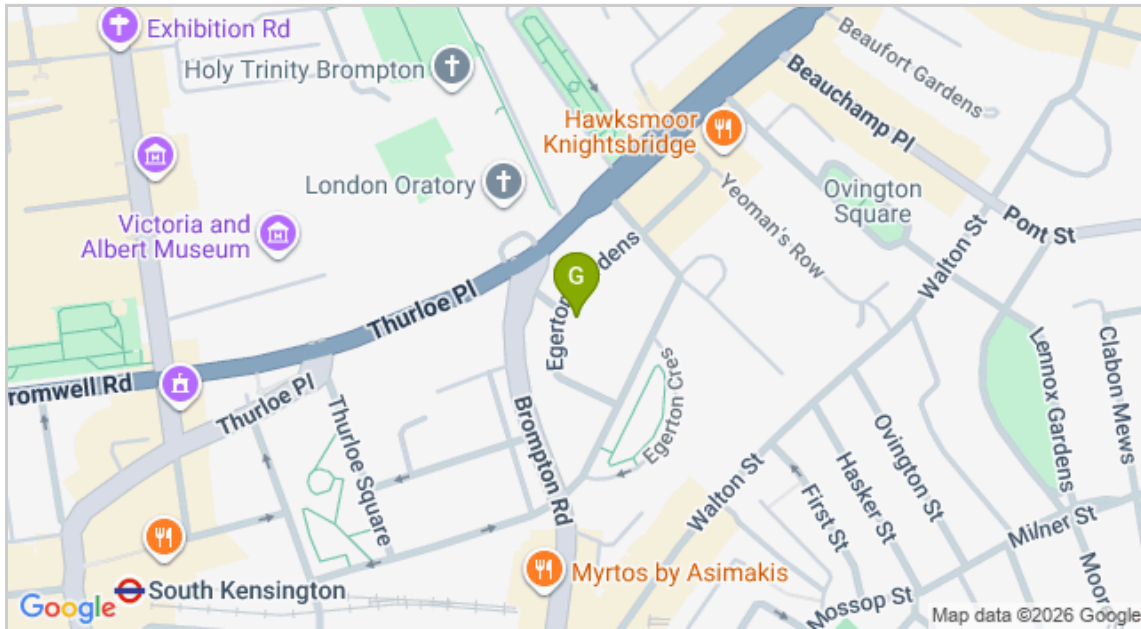 Exhibition Rd
Holy Trinity Brompton
Beaufort Gardens
Beauchamp Pl
Hawksmoor
Knightsbridge
London Oratory
Yeoman's Row
Ovington
Square
Victoria and
Albert Museum
Pont St
Walton St
G
Thurloe Pl
Lennox Gardens
Clabon Mews
Egerton Cres
Thurloe Pl
Thurloe Square
Brompton Rd
Egerton Cres
Ovington St
Hasker St
First St
Walton St
Milner St
Myrtos by Asimakis
South Kensington
Mossop St
Google
Map data ©2026 Google